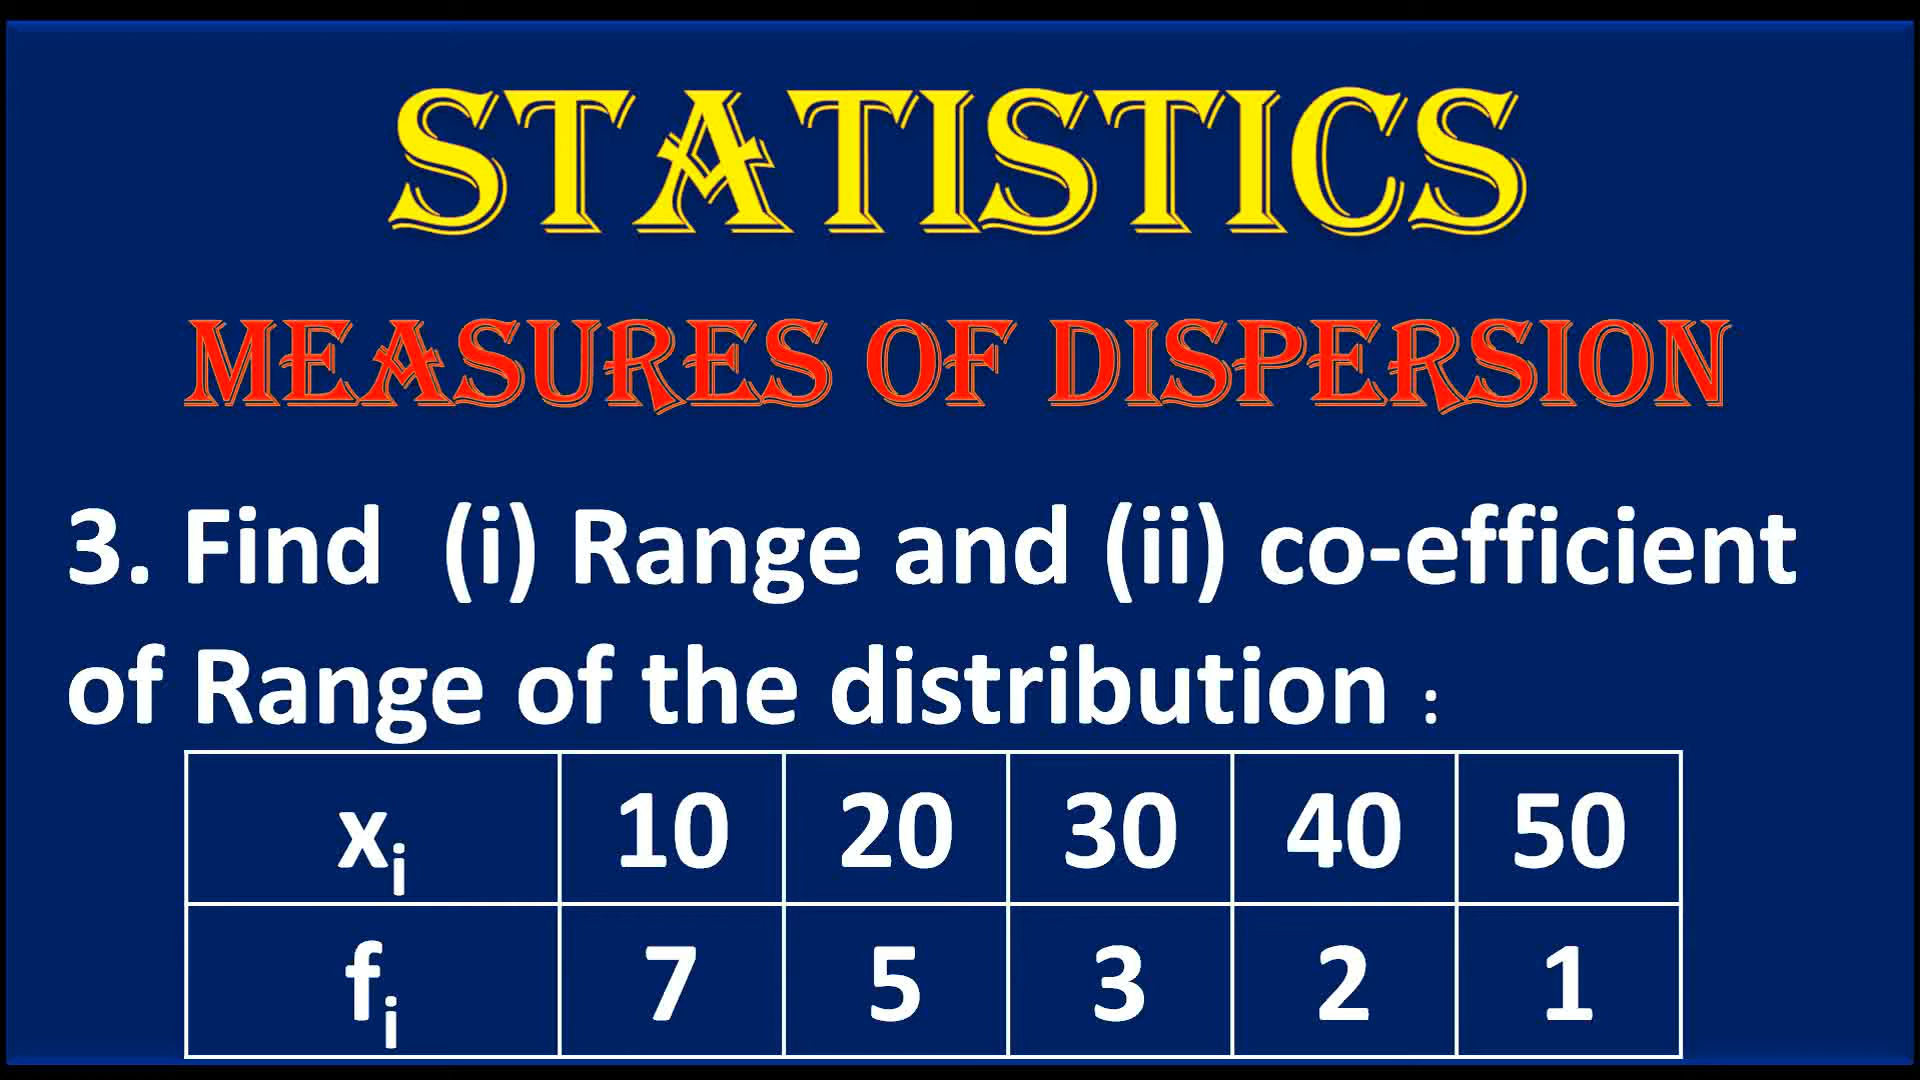 STATISTICS
MEASURES OF DISPERSION
3. Find (i) Range and (ii) co-efficient
of Range of the distribution :
xi 10 20 30 40 50
fi 7 5 3 2 1